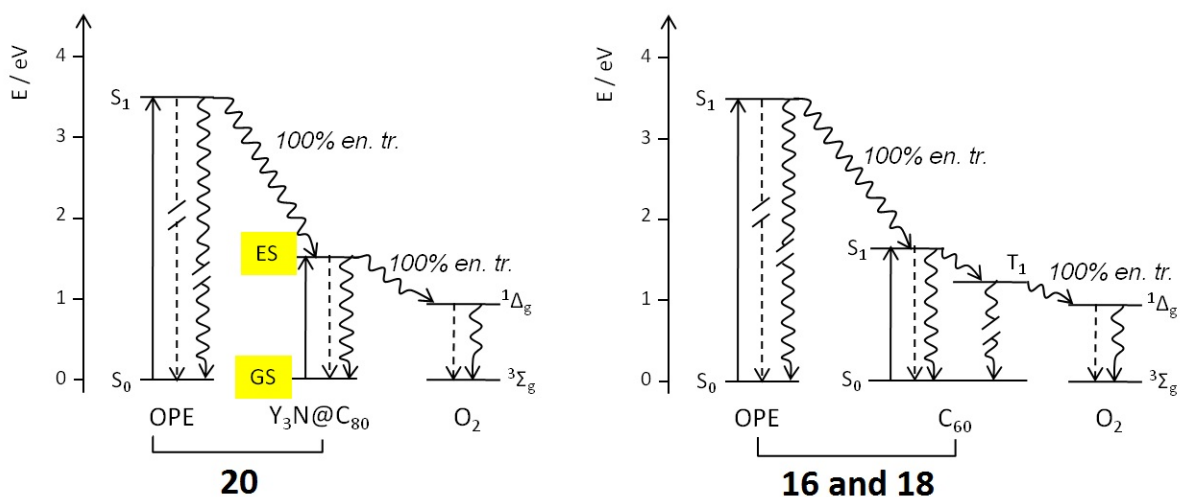 E / eV
4
3
2
1
0
S₁
S₀
100% en. tr.
ES
GS
100% en. tr.
¹Δg
³Σg
OPE
Y₃N@C₈₀
O₂
20
E / eV
4
3
2
1
0
S₁
S₀
100% en. tr.
S₁
S₀
T₁
100% en. tr.
¹Δg
³Σg
OPE
C₆₀
O₂
16 and 18